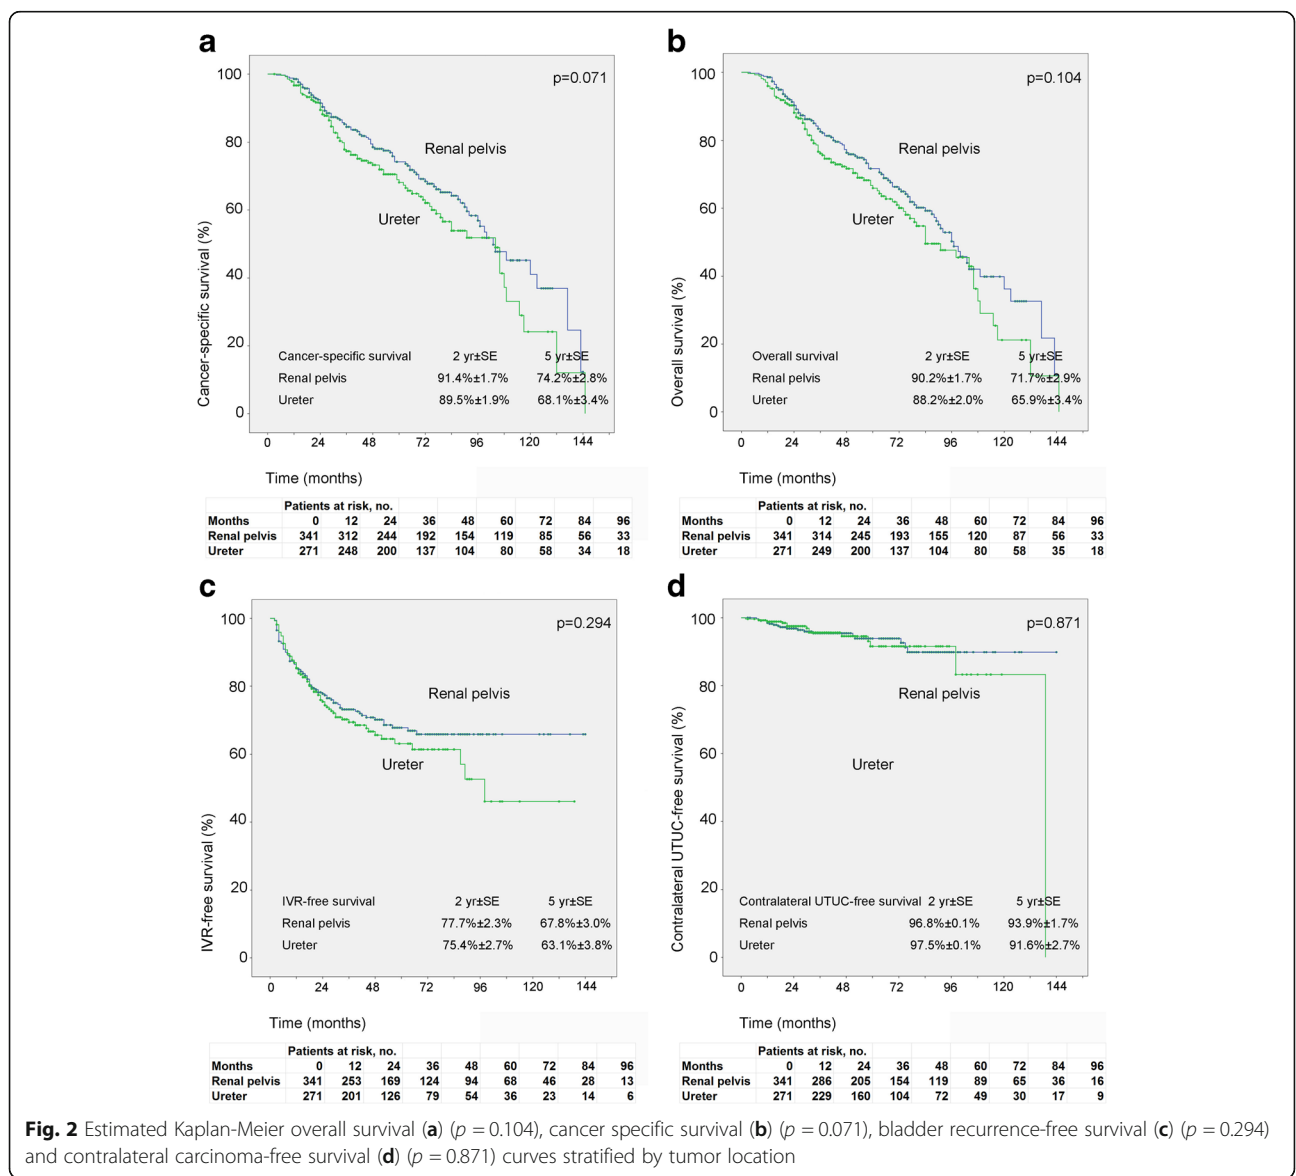 a
p=0.071
100
80
60
40
20
0
Cancer-specific survival (%)
Renal pelvis
Ureter
Cancer-specific survival 2 yr±SE 5 yr±SE
Renal pelvis 91.4%±1.7% 74.2%±2.8%
Ureter 89.5%±1.9% 68.1%±3.4%
0 24 48 72 96 120 144
Time (months)
Patients at risk, no.
Months 0 12 24 36 48 60 72 84 96
Renal pelvis 341 312 244 192 154 119 85 56 33
Ureter 271 248 200 137 104 80 58 34 18
b
p=0.104
100
80
60
40
20
0
Overall survival (%)
Renal pelvis
Ureter
Overall survival 2 yr±SE 5 yr±SE
Renal pelvis 90.2%±1.7% 71.7%±2.9%
Ureter 88.2%±2.0% 65.9%±3.4%
0 24 48 72 96 120 144
Time (months)
Patients at risk, no.
Months 0 12 24 36 48 60 72 84 96
Renal pelvis 341 314 245 193 155 120 87 56 33
Ureter 271 249 200 137 104 80 58 35 18
c
p=0.294
100
80
60
40
20
0
IVR-free survival (%)
Renal pelvis
Ureter
IVR-free survival 2 yr±SE 5 yr±SE
Renal pelvis 77.7%±2.3% 67.8%±3.0%
Ureter 75.4%±2.7% 63.1%±3.8%
0 24 48 72 96 120 144
Time (months)
Patients at risk, no.
Months 0 12 24 36 48 60 72 84 96
Renal pelvis 341 253 169 124 94 68 46 28 13
Ureter 271 201 126 79 54 36 23 14 6
d
p=0.871
100
80
60
40
20
0
Contralateral UTUC-free survival (%)
Renal pelvis
Ureter
Contralateral UTUC-free survival 2 yr±SE 5 yr±SE
Renal pelvis 96.8%±0.1% 93.9%±1.7%
Ureter 97.5%±0.1% 91.6%±2.7%
0 24 48 72 96 120 144
Time (months)
Patients at risk, no.
Months 0 12 24 36 48 60 72 84 96
Renal pelvis 341 286 205 154 119 89 65 36 16
Ureter 271 229 160 104 72 49 30 17 9
Fig. 2 Estimated Kaplan-Meier overall survival (a) (p = 0.104), cancer specific survival (b) (p = 0.071), bladder recurrence-free survival (c) (p = 0.294)
and contralateral carcinoma-free survival (d) (p = 0.871) curves stratified by tumor location